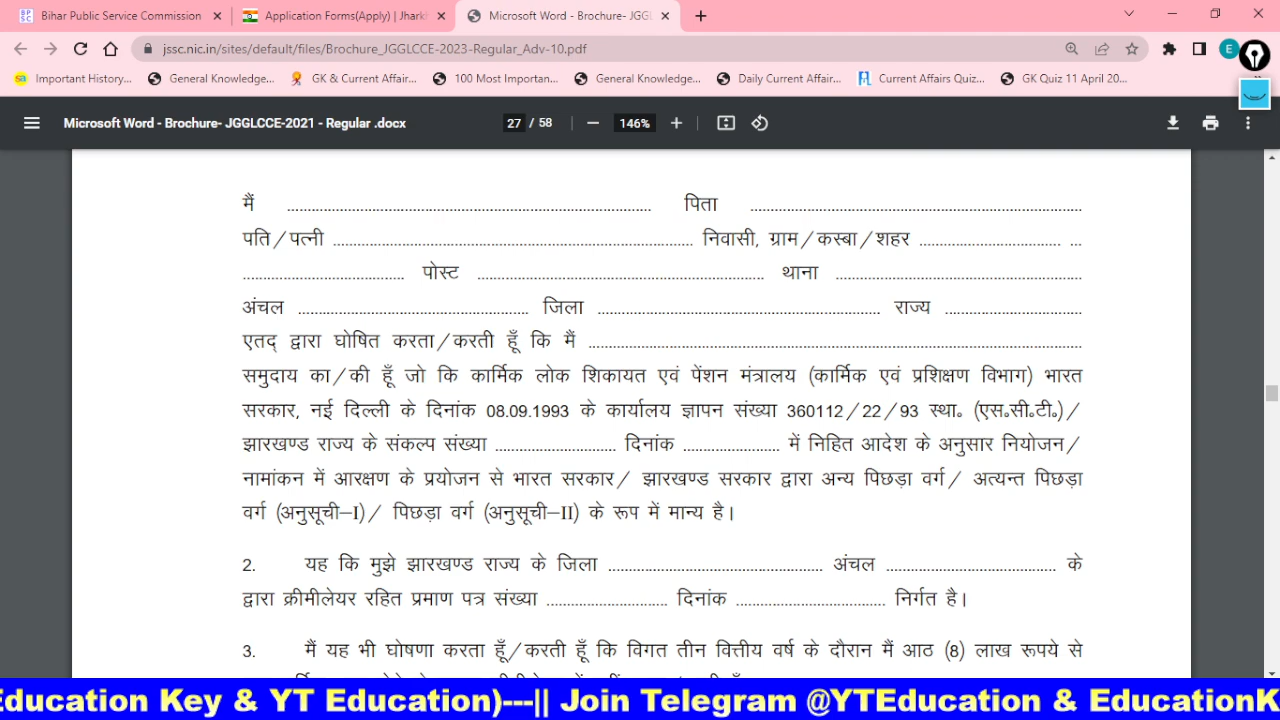 Bihar Public Service Commission
Application Forms(Apply) | Jhark
Microsoft Word - Brochure- JGGL
jssc.nic.in/sites/default/files/Brochure_JGGLCCE-2023-Regular_Adv-10.pdf
E
Important History...
General Knowledge...
GK & Current Affair...
100 Most Importan...
General Knowledge...
Daily Current Affair...
Current Affairs Quiz...
GK Quiz 11 April 20...
Microsoft Word - Brochure- JGGLCCE-2021 - Regular .docx
27 / 58
146%
मैं .......... पिता ..........
पति/पत्नी .......... निवासी, ग्राम/कस्बा/शहर .......... ...
.......... पोस्ट .......... थाना ..........
अंचल .......... जिला .......... राज्य ..........
एतद् द्वारा घोषित करता/करती हूँ कि मैं ..........
समुदाय का/की हूँ जो कि कार्मिक लोक शिकायत एवं पेंशन मंत्रालय (कार्मिक एवं प्रशिक्षण विभाग) भारत
सरकार, नई दिल्ली के दिनांक 08.09.1993 के कार्यालय ज्ञापन संख्या 360112/22/93 स्था० (एस०सी०टी०)/
झारखण्ड राज्य के संकल्प संख्या .......... दिनांक .......... में निहित आदेश के अनुसार नियोजन/
नामांकन में आरक्षण के प्रयोजन से भारत सरकार/ झारखण्ड सरकार द्वारा अन्य पिछड़ा वर्ग/ अत्यन्त पिछड़ा
वर्ग (अनुसूची–I)/ पिछड़ा वर्ग (अनुसूची–II) के रूप में मान्य है।
2. यह कि मुझे झारखण्ड राज्य के जिला .......... अंचल .......... के
द्वारा क्रीमीलेयर रहित प्रमाण पत्र संख्या .......... दिनांक .......... निर्गत है।
3. मैं यह भी घोषणा करता हूँ/करती हूँ कि विगत तीन वित्तीय वर्ष के दौरान मैं आठ (8) लाख रूपये से
Education Key & YT Education)---|| Join Telegram @YTEducation & EducationK